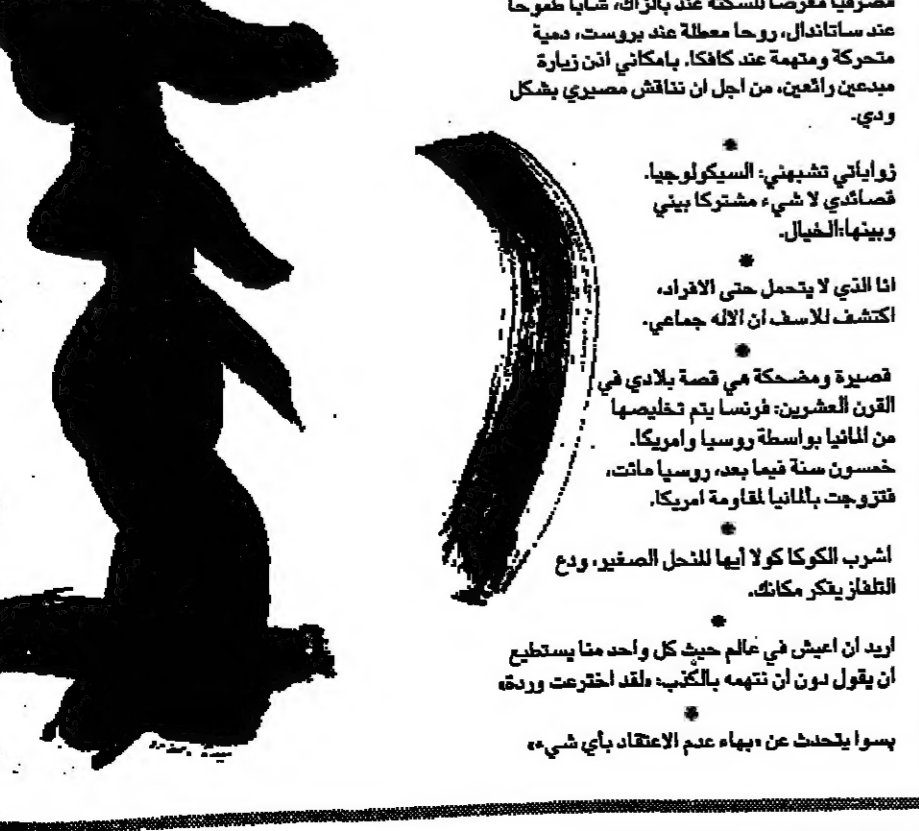 مصرفيا معرضا للسكتة عند بالزاك، شابا طموحا
عند ساتاندال، روحا معطلة عند بروست، دمية
متحركة ومتهمة عند كافكا. بامكاني اذن زيارة
مبدعين رائعين، من اجل ان نناقش مصيري بشكل
ودي.
*
زواياتي تشبهني: السيكولوجيا.
قصائدي لا شيء مشتركا بيني
وبينها:الخيال.
*
انا الذي لا يتحمل حتى الافراد،
اكتشف للاسف ان الاله جماعي.
*
قصيرة ومضحكة هي قصة بلادي في
القرن العشرين: فرنسا يتم تخليصها
من المانيا بواسطة روسيا وامريكا.
خمسون سنة فيما بعد، روسيا ماتت،
فتزوجت بألمانيا لمقاومة امريكا.
*
اشرب الكوكا كولا أيها للنحل الصغير، ودع
التلفاز يفكر مكانك.
*
اريد ان اعيش في عالم حيث كل واحد منا يستطيع
ان يقول دون ان نتهمه بالكذب: «لقد اخترعت وردة»
*
بسوا يتحدث عن «بهاء عدم الاعتقاد بأي شيء»